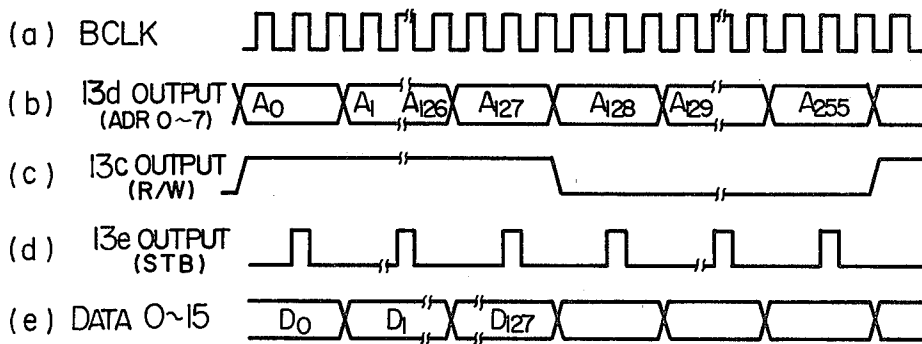 (a) BCLK
(b) 13d OUTPUT (ADR 0~7) A0 A1 A126 A127 A128 A129 A255
(c) 13c OUTPUT (R/W)
(d) 13e OUTPUT (STB)
(e) DATA 0~15 D0 D1 D127